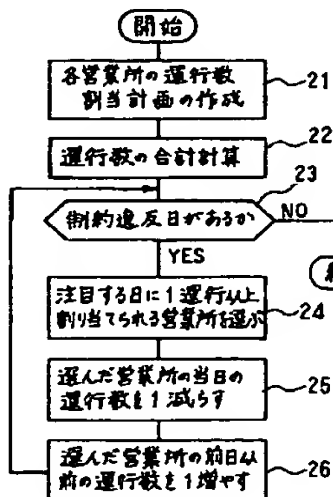 開始
各営業所の運行数
割当計画の作成
21
運行数の合計計算
22
制約違反日があるか
23
NO
YES
注目する日に1運行以上
割り当てられる営業所を選ぶ
24
選んだ営業所の当日の
運行数を1減らす
25
選んだ営業所の前日以
前の運行数を1増やす
26